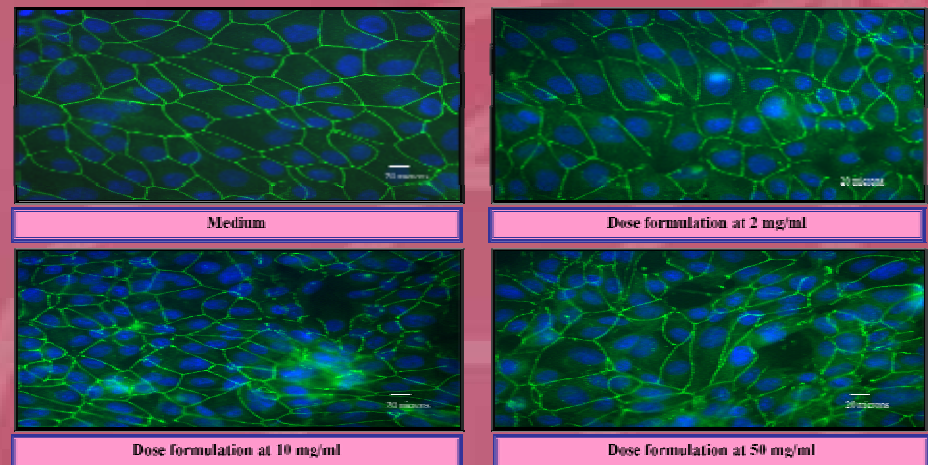 20 microns
20 microns
Medium
Dose formulation at 2 mg/ml
20 microns
20 microns
Dose formulation at 10 mg/ml
Dose formulation at 50 mg/ml